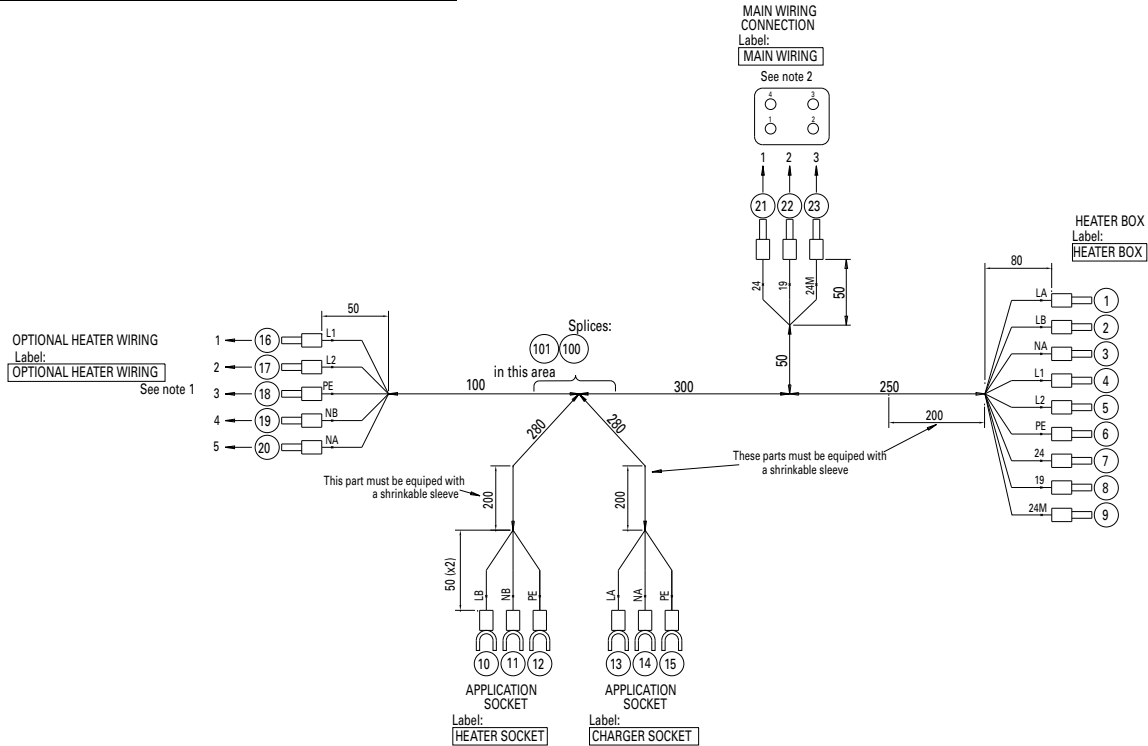 MAIN WIRING
CONNECTION
Label:
MAIN WIRING
See note 2
4 3
1 2
1 2 3
21 22 23
24 19 24M
50
50
HEATER BOX
Label:
HEATER BOX
80
LA 1
LB 2
NA 3
L1 4
L2 5
PE 6
24 7
19 8
24M 9
50
OPTIONAL HEATER WIRING
Label:
OPTIONAL HEATER WIRING
See note 1
1 16 L1
2 17 L2
3 18 PE
4 19 NB
5 20 NA
Splices:
101 100
in this area
100
300
250
200
280
280
This part must be equiped with
a shrinkable sleeve
These parts must be equiped with
a shrinkable sleeve
200
200
50 (x2)
LB NB PE
LA NA PE
10 11 12
13 14 15
APPLICATION
SOCKET
Label:
HEATER SOCKET
APPLICATION
SOCKET
Label:
CHARGER SOCKET